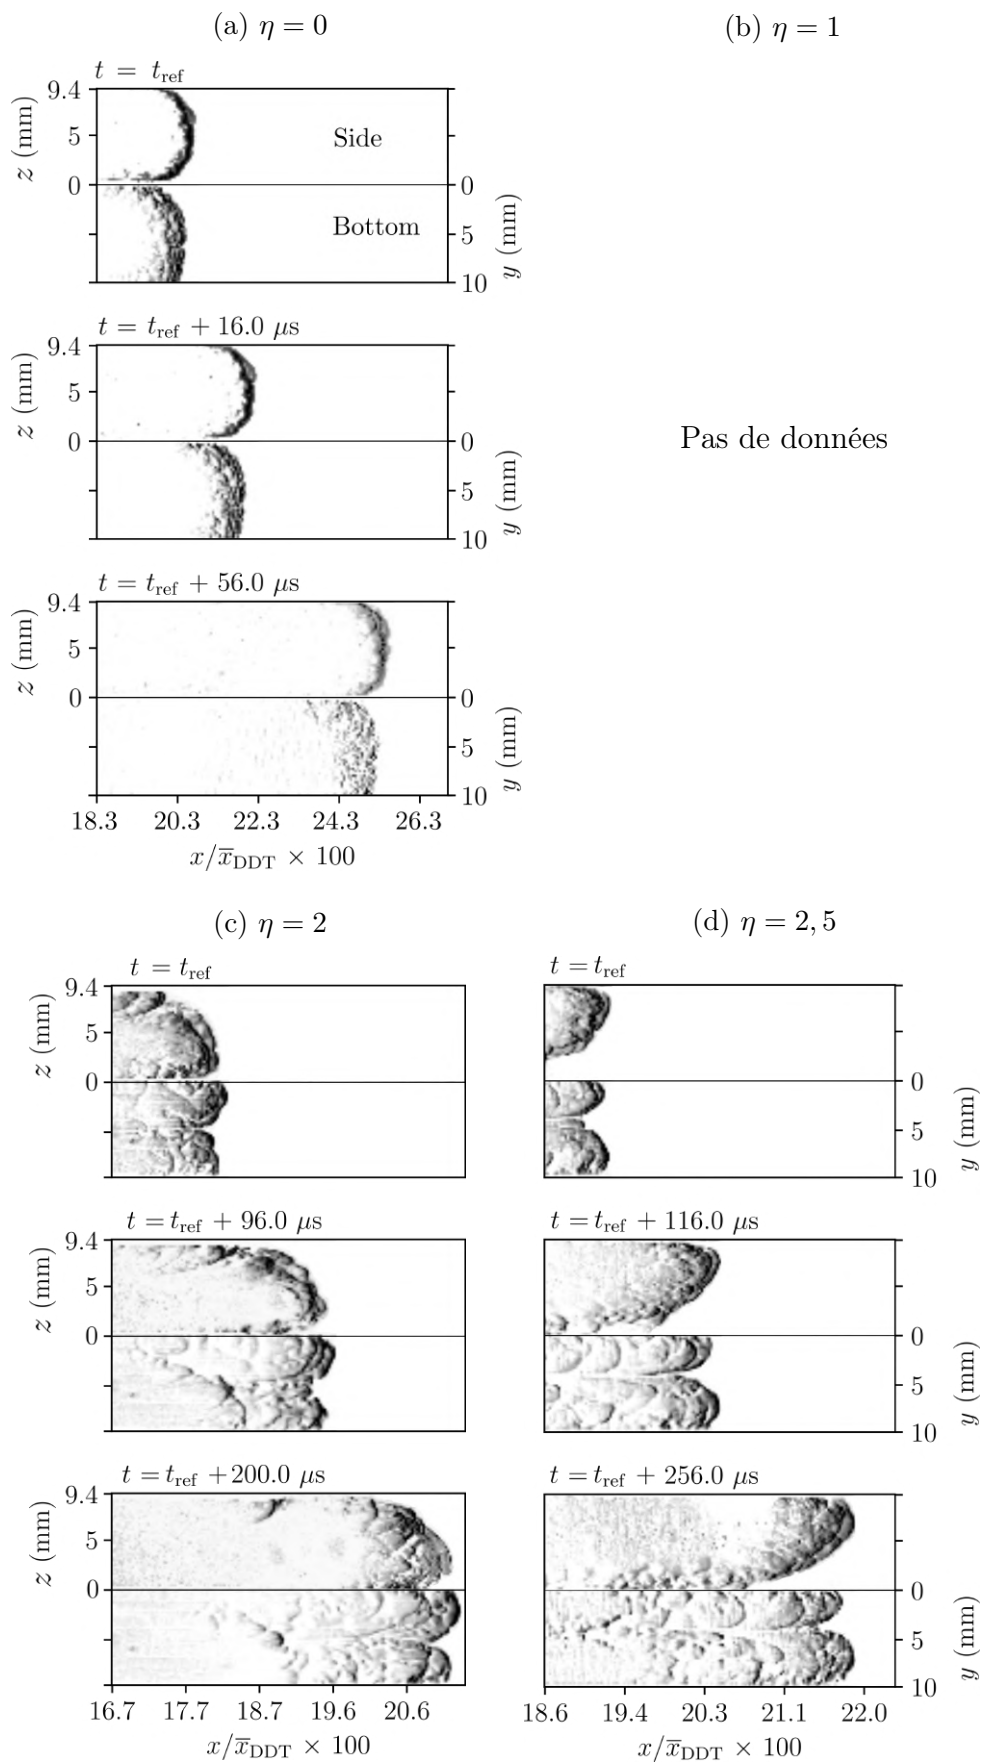 (a) η = 0
(b) η = 1
t = t_ref
9.4
z (mm)
5
0
Side
Bottom
0
5
10
y (mm)
t = t_ref + 16.0 μs
9.4
z (mm)
5
0
0
5
10
y (mm)
Pas de données
t = t_ref + 56.0 μs
9.4
z (mm)
5
0
0
5
10
y (mm)
18.3 20.3 22.3 24.3 26.3
x/x̅_DDT × 100
(c) η = 2
(d) η = 2,5
t = t_ref
9.4
z (mm)
5
0
t = t_ref
0
5
10
y (mm)
t = t_ref + 96.0 μs
9.4
z (mm)
5
0
t = t_ref + 116.0 μs
0
5
10
y (mm)
t = t_ref + 200.0 μs
9.4
z (mm)
5
0
16.7 17.7 18.7 19.6 20.6
x/x̅_DDT × 100
t = t_ref + 256.0 μs
0
5
10
y (mm)
18.6 19.4 20.3 21.1 22.0
x/x̅_DDT × 100